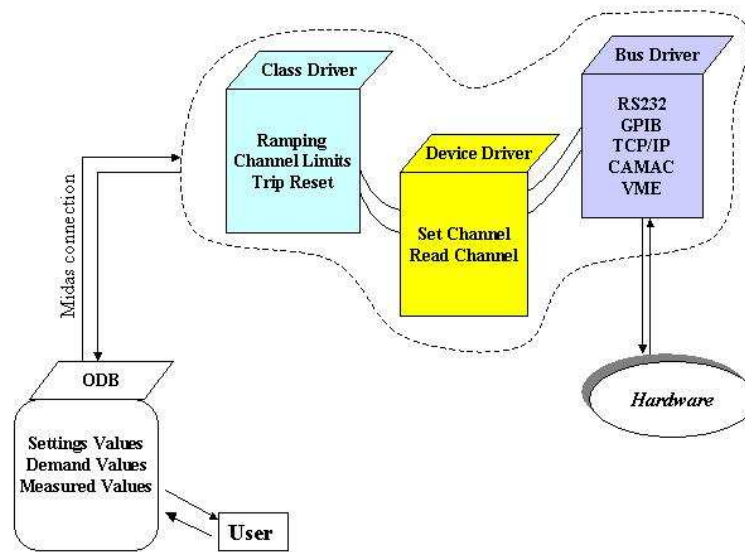 Class Driver
Ramping
Channel Limits
Trip Reset
Device Driver
Set Channel
Read Channel
Bus Driver
RS232
GPIB
TCP/IP
CAMAC
VME
Midas connection
ODB
Settings Values
Demand Values
Measured Values
User
Hardware